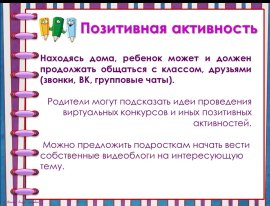 Позитивная активность
Находясь дома, ребенок может и должен
продолжать общаться с классом, друзьями
(звонки, ВК, групповые чаты).
Родители могут подсказать идеи проведения
виртуальных конкурсов и иных позитивных
активностей.
Можно предложить подросткам начать вести
собственные видеоблоги на интересующую
тему.